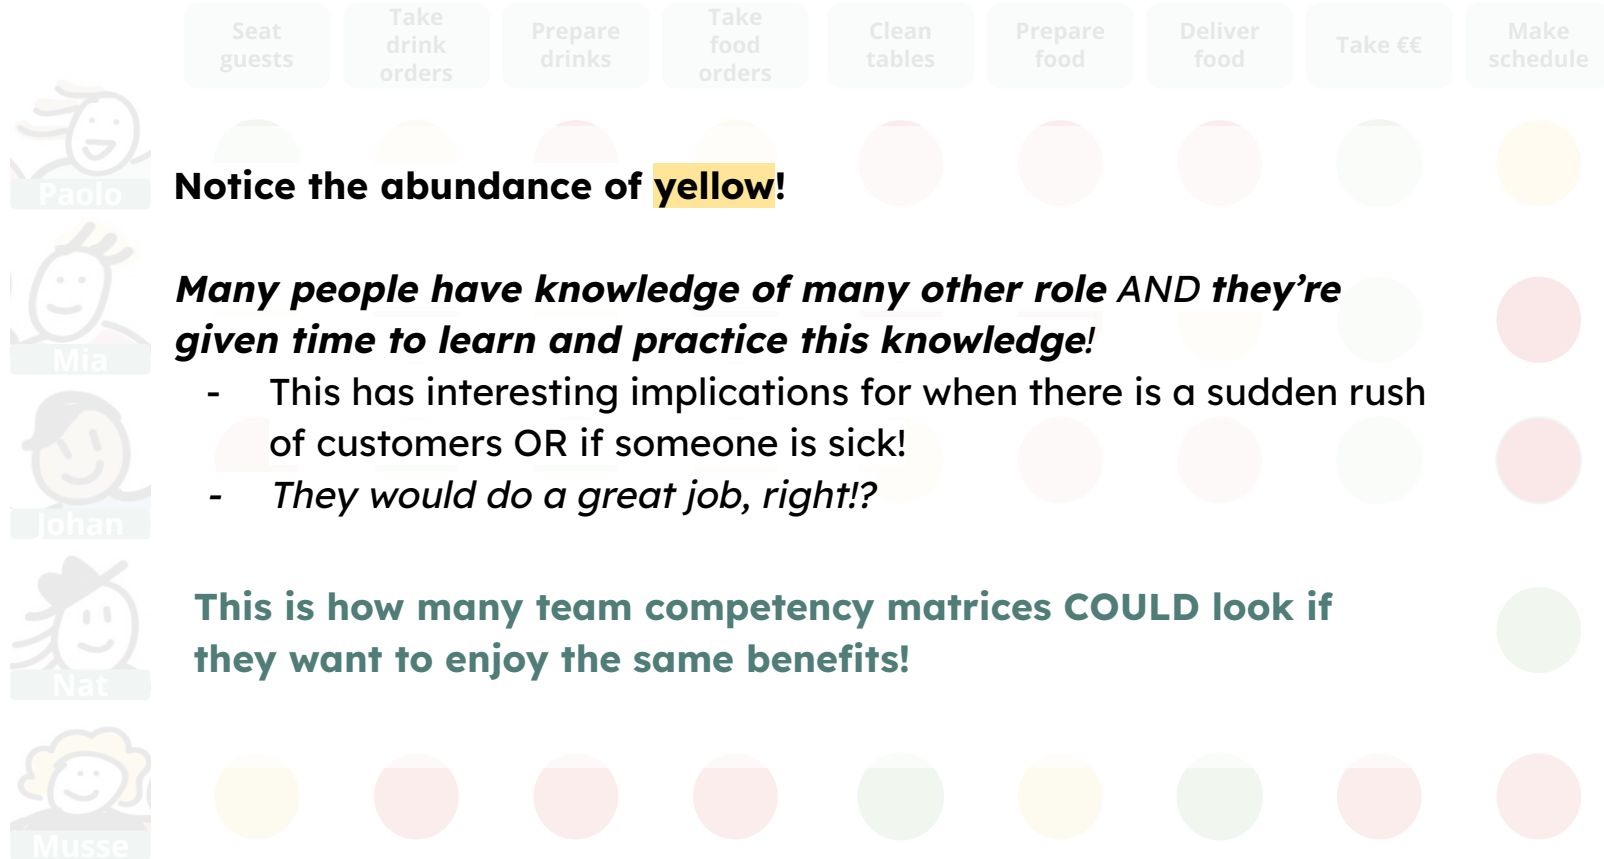 Seat
guests
Take
drink
orders
Prepare
drinks
Take
food
orders
Clean
tables
Prepare
food
Deliver
food
Take €€
Make
schedule
Paolo
Notice the abundance of yellow!
Many people have knowledge of many other role AND they’re
given time to learn and practice this knowledge!
Mia
- This has interesting implications for when there is a sudden rush
of customers OR if someone is sick!
- They would do a great job, right!?
Johan
This is how many team competency matrices COULD look if
they want to enjoy the same benefits!
Nat
Musse